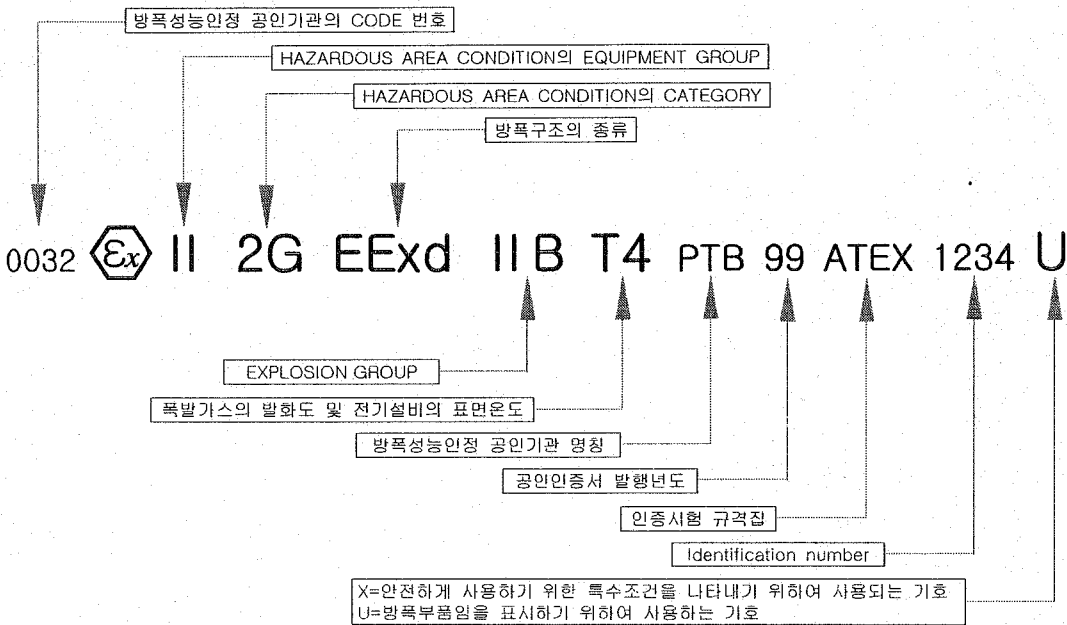 방폭성능인정 공인기관의 CODE 번호
HAZARDOUS AREA CONDITION의 EQUIPMENT GROUP
HAZARDOUS AREA CONDITION의 CATEGORY
방폭구조의 종류
0032 Ex II 2G EExd IIB T4 PTB 99 ATEX 1234 U
EXPLOSION GROUP
폭발가스의 발화도 및 전기설비의 표면온도
방폭성능인정 공인기관 명칭
공인인증서 발행년도
인증시험 규격집
Identification number
X=안전하게 사용하기 위한 특수조건을 나타내기 위하여 사용되는 기호
U=방폭부품임을 표시하기 위하여 사용하는 기호